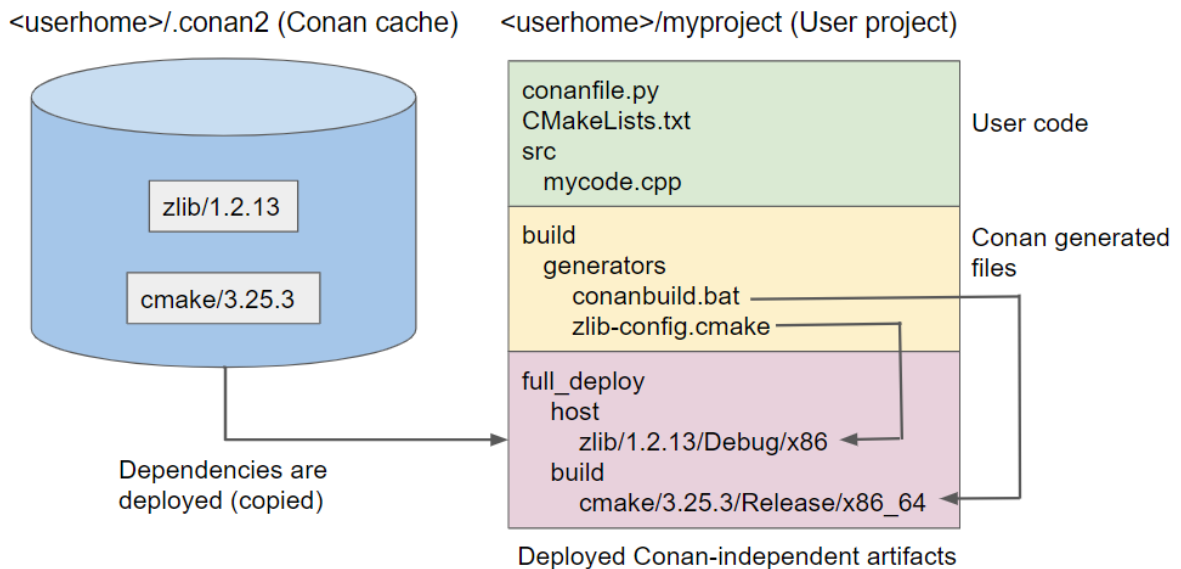 <userhome>/.conan2 (Conan cache)
zlib/1.2.13
cmake/3.25.3
Dependencies are
deployed (copied)
<userhome>/myproject (User project)
conanfile.py
CMakeLists.txt
src
mycode.cpp
User code
build
generators
conanbuild.bat
zlib-config.cmake
Conan generated
files
full_deploy
host
zlib/1.2.13/Debug/x86
build
cmake/3.25.3/Release/x86_64
Deployed Conan-independent artifacts